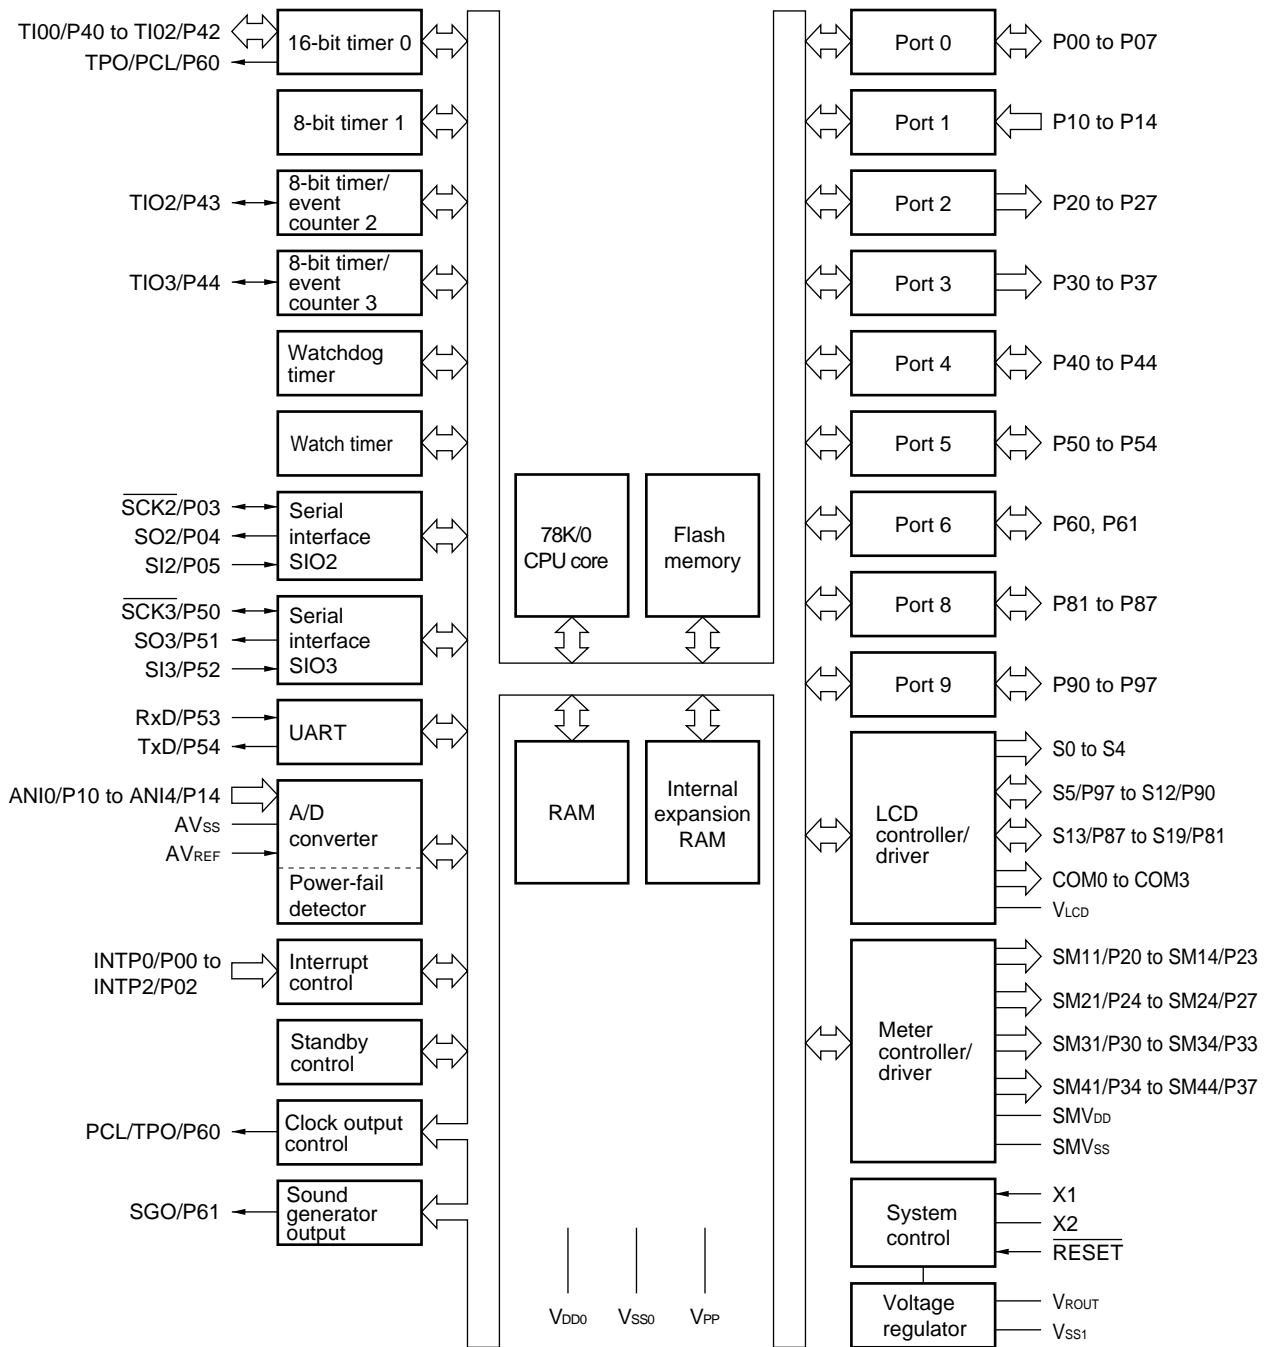 TI00/P40 to TI02/P42
TPO/PCL/P60
16-bit timer 0
8-bit timer 1
TIO2/P43
8-bit timer/
event
counter 2
TIO3/P44
8-bit timer/
event
counter 3
Watchdog
timer
Watch timer
SCK2/P03
SO2/P04
SI2/P05
Serial
interface
SIO2
SCK3/P50
SO3/P51
SI3/P52
Serial
interface
SIO3
RxD/P53
TxD/P54
UART
ANI0/P10 to ANI4/P14
AVSS
AVREF
A/D
converter
Power-fail
detector
INTP0/P00 to
INTP2/P02
Interrupt
control
Standby
control
PCL/TPO/P60
Clock output
control
SGO/P61
Sound
generator
output
78K/0
CPU core
Flash
memory
RAM
Internal
expansion
RAM
VDD0
VSS0
VPP
Port 0
P00 to P07
Port 1
P10 to P14
Port 2
P20 to P27
Port 3
P30 to P37
Port 4
P40 to P44
Port 5
P50 to P54
Port 6
P60, P61
Port 8
P81 to P87
Port 9
P90 to P97
LCD
controller/
driver
S0 to S4
S5/P97 to S12/P90
S13/P87 to S19/P81
COM0 to COM3
VLCD
Meter
controller/
driver
SM11/P20 to SM14/P23
SM21/P24 to SM24/P27
SM31/P30 to SM34/P33
SM41/P34 to SM44/P37
SMVDD
SMVSS
System
control
X1
X2
RESET
Voltage
regulator
VROUT
VSS1